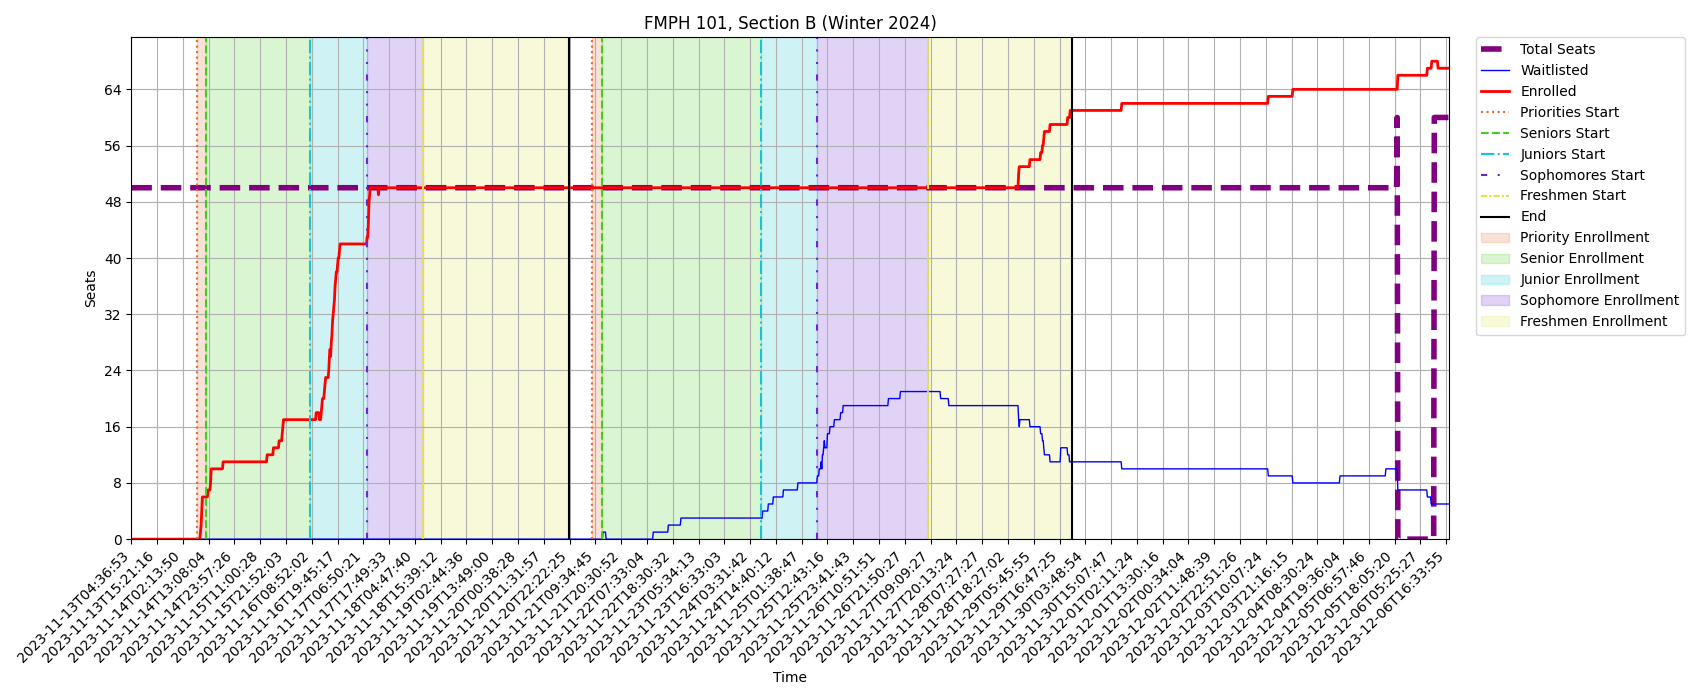 FMPH 101, Section B (Winter 2024)
Seats
64
56
48
40
32
24
16
8
0
2023-11-13T04:36:53
2023-11-13T15:21:16
2023-11-14T02:13:50
2023-11-14T13:08:04
2023-11-14T23:57:26
2023-11-15T11:00:28
2023-11-15T21:52:03
2023-11-16T08:52:02
2023-11-16T19:45:17
2023-11-17T06:50:21
2023-11-17T17:49:33
2023-11-18T04:47:40
2023-11-18T15:39:12
2023-11-19T02:44:36
2023-11-19T13:49:00
2023-11-20T00:38:28
2023-11-20T11:31:57
2023-11-20T22:22:25
2023-11-21T09:34:45
2023-11-21T20:30:52
2023-11-22T07:33:04
2023-11-22T18:30:32
2023-11-23T05:34:13
2023-11-23T16:33:03
2023-11-24T03:31:42
2023-11-24T14:40:12
2023-11-25T01:38:47
2023-11-25T12:43:16
2023-11-25T23:41:43
2023-11-26T10:51:51
2023-11-26T21:50:27
2023-11-27T09:09:27
2023-11-27T20:13:24
2023-11-28T07:27:27
2023-11-28T18:27:02
2023-11-29T05:45:55
2023-11-29T16:47:25
2023-11-30T03:48:54
2023-11-30T15:07:47
2023-12-01T02:11:24
2023-12-01T13:30:16
2023-12-02T00:34:04
2023-12-02T11:48:39
2023-12-02T22:51:26
2023-12-03T10:07:24
2023-12-03T21:16:15
2023-12-04T08:30:24
2023-12-04T19:36:04
2023-12-05T06:57:46
2023-12-05T18:05:20
2023-12-06T05:25:27
2023-12-06T16:33:55
Time
Total Seats
Waitlisted
Enrolled
Priorities Start
Seniors Start
Juniors Start
Sophomores Start
Freshmen Start
End
Priority Enrollment
Senior Enrollment
Junior Enrollment
Sophomore Enrollment
Freshmen Enrollment